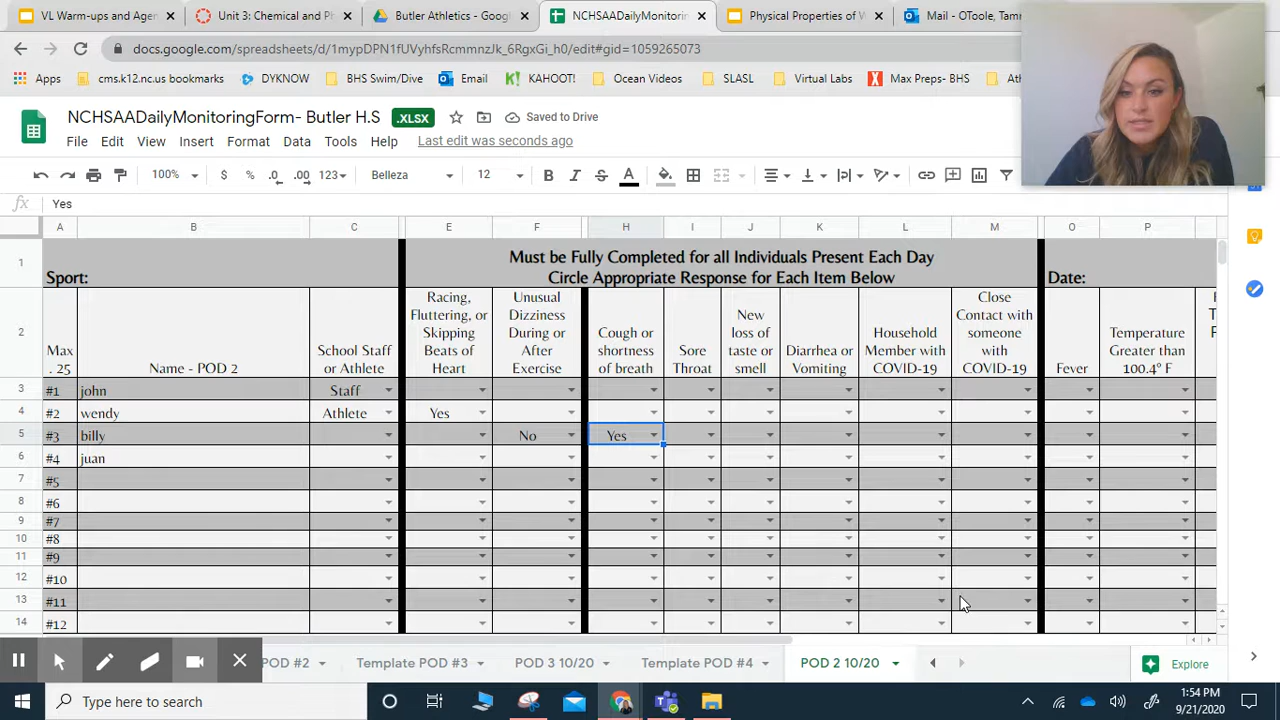 VL Warm-ups and Agen
Unit 3: Chemical and Ph
Butler Athletics - Googl
NCHSAADailyMonitoring
Physical Properties of W
Mail - OToole, Tamm
docs.google.com/spreadsheets/d/1mypDPN1fUVyhfsRmmnzJk_6RgxGi_h0/edit#gid=1059265073
Apps
cms.k12.nc.us bookmarks
DYKNOW
BHS Swim/Dive
Email
KAHOOT!
Ocean Videos
SLASL
Virtual Labs
Max Preps- BHS
NCHSAADailyMonitoringForm- Butler H.S .XLSX
Saved to Drive
File Edit View Insert Format Data Tools Help Last edit was seconds ago
100% $ % .0 .00 123 Belleza 12 B I S A
fx Yes
A B C E F H I J K L M O P
1
Must be Fully Completed for all Individuals Present Each Day
Circle Appropriate Response for Each Item Below
Sport:
Date:
2
Max . 25
Name - POD 2
School Staff or Athlete
Racing, Fluttering, or Skipping Beats of Heart
Unusual Dizziness During or After Exercise
Cough or shortness of breath
Sore Throat
New loss of taste or smell
Diarrhea or Vomiting
Household Member with COVID-19
Close Contact with someone with COVID-19
Fever
Temperature Greater than 100.4° F
3 #1 john Staff
4 #2 wendy Athlete Yes
5 #3 billy No Yes
6 #4 juan
7 #5
8 #6
9 #7
10 #8
11 #9
12 #10
13 #11
14 #12
POD #2
Template POD #3
POD 3 10/20
Template POD #4
POD 2 10/20
Explore
Type here to search
1:54 PM
9/21/2020